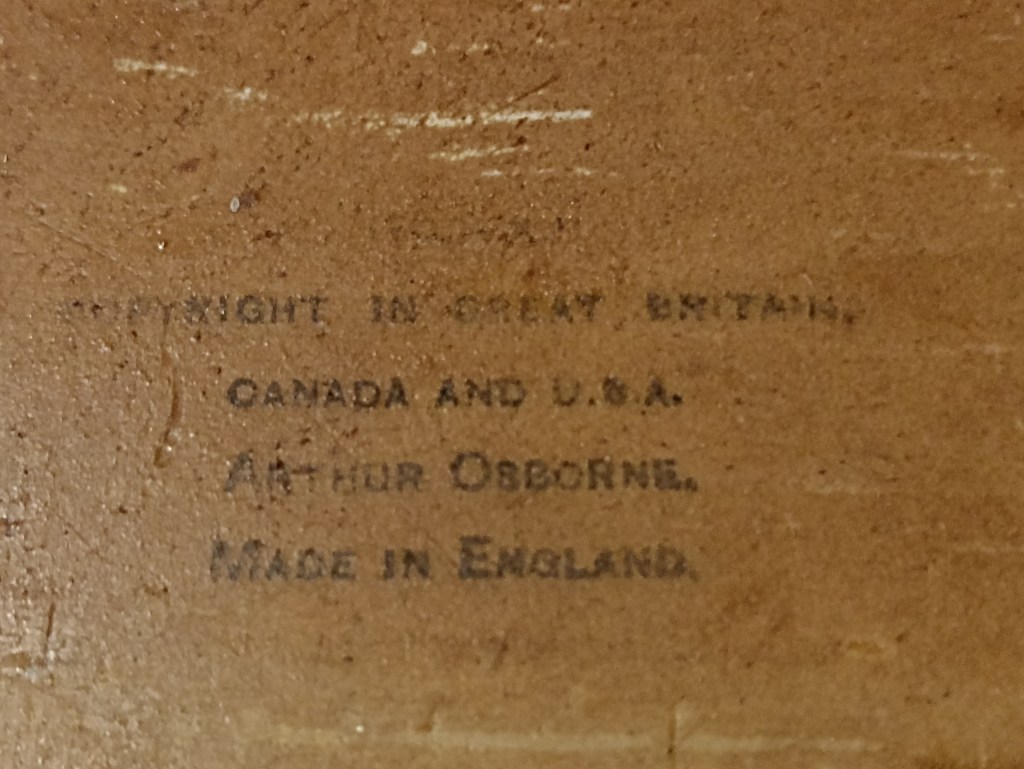 COPYRIGHT IN GREAT BRITAIN,
CANADA AND U.S.A.
ARTHUR OSBORNE.
MADE IN ENGLAND.